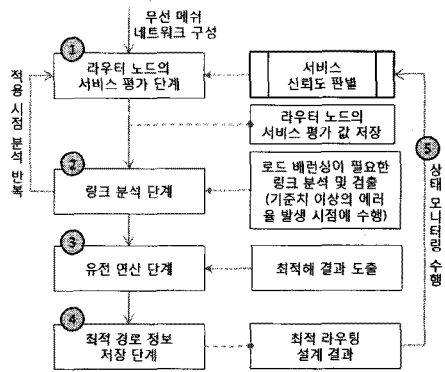 무선 메쉬
네트워크 구성
1
라우터 노드의
서비스 평가 단계
서비스
신뢰도 판별
라우터 노드의
서비스 평가 값 저장
적용 시점 분석 반복
2
링크 분석 단계
로드 배런싱이 필요한
링크 분석 및 검출
(기준치 이상의 에러
율 발생 시점에 수행)
5
상태 모니터링 수행
3
유전 연산 단계
최적해 결과 도출
4
최적 경로 정보
저장 단계
최적 라우팅
설계 결과